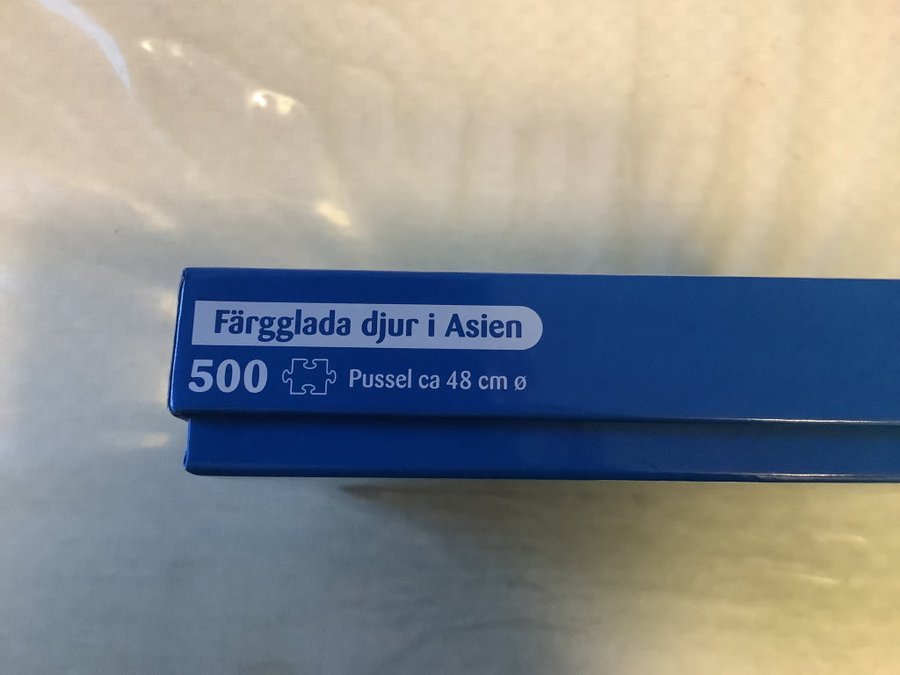 Färgglada djur i Asien
500 Pussel ca 48 cm ø